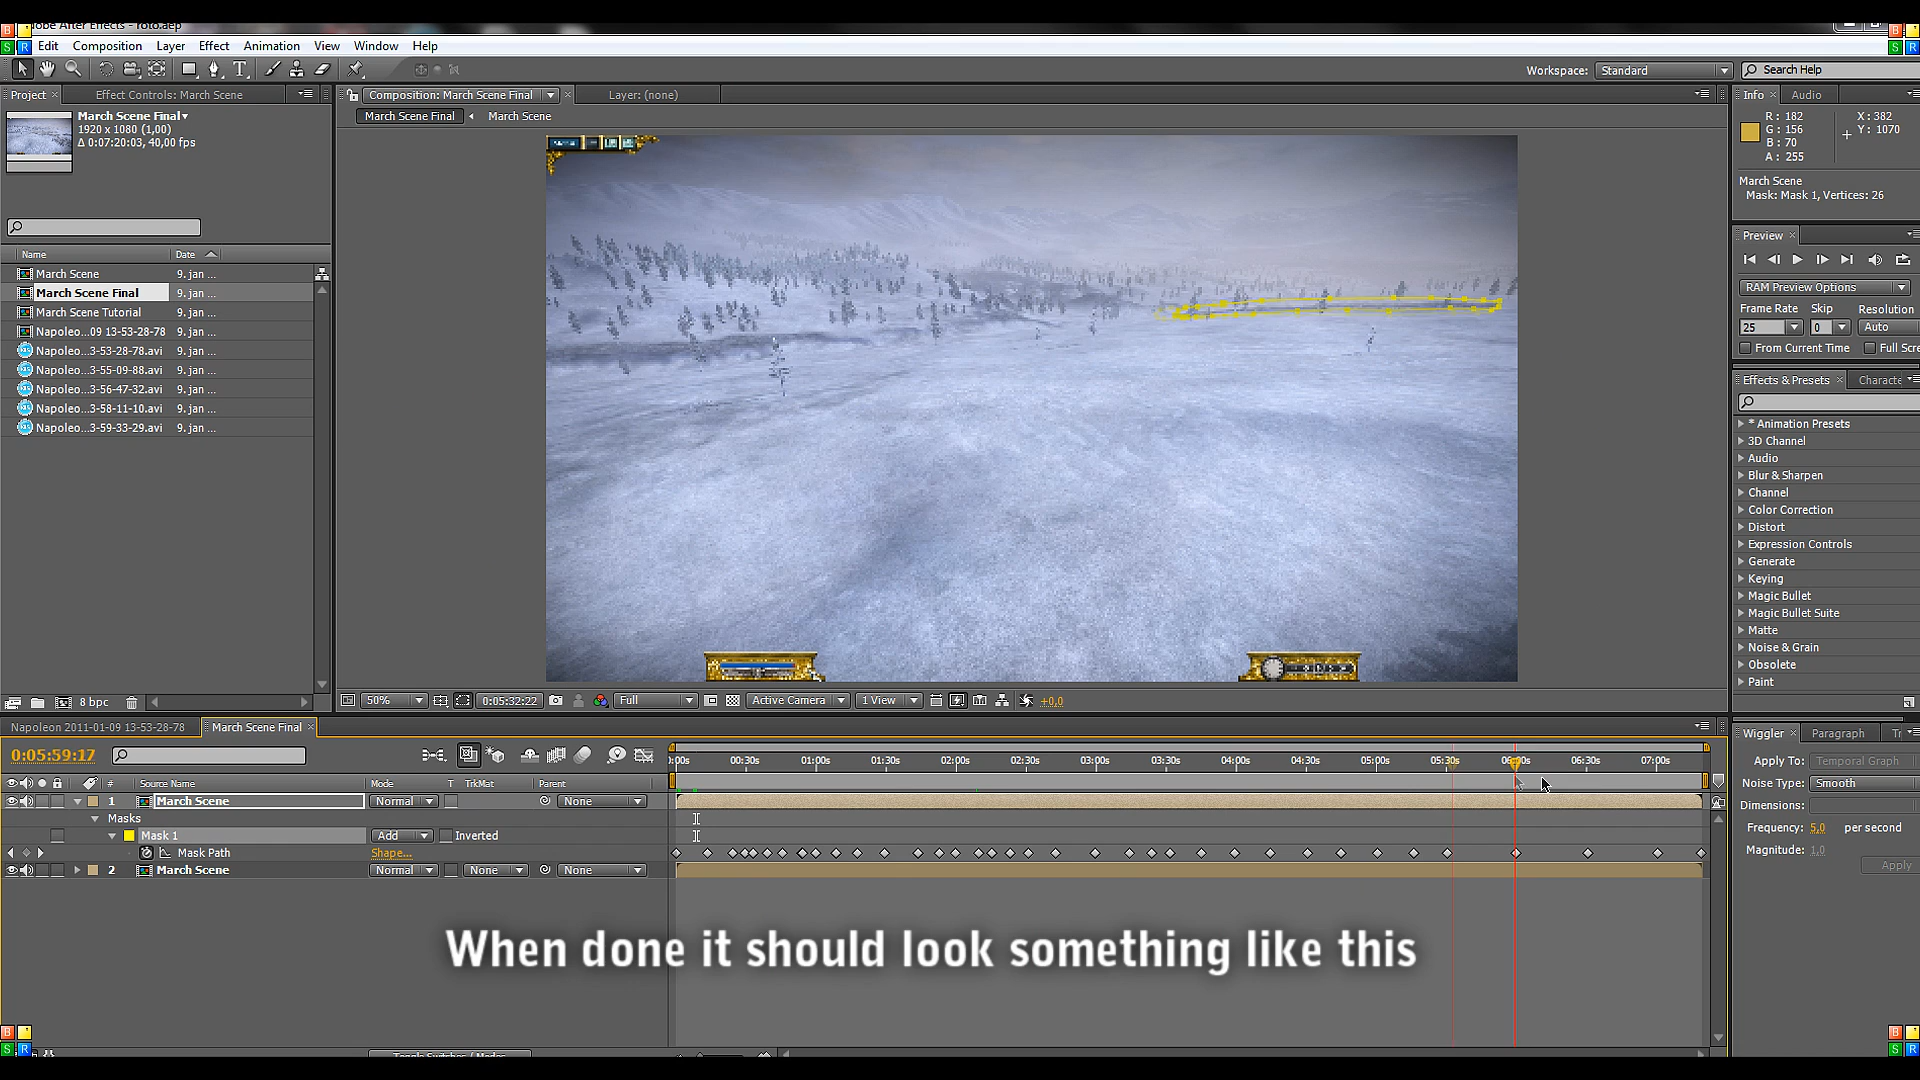 Adobe After Effects - roto.aep
Edit Composition Layer Effect Animation View Window Help
Workspace: Standard Search Help
Project Effect Controls: March Scene
Composition: March Scene Final Layer: (none)
Info Audio
March Scene Final
1920 x 1080 (1,00)
Δ 0:07:20:03, 40,00 fps
March Scene Final March Scene
R: 182 X: 382
G: 156 Y: 1070
B: 70
A: 255
March Scene
Mask: Mask 1, Vertices: 26
Preview
RAM Preview Options
Frame Rate Skip Resolution
25 0 Auto
From Current Time Full Scre
Name Date
March Scene 9. jan ...
March Scene Final 9. jan ...
March Scene Tutorial 9. jan ...
Napoleo...09 13-53-28-78 9. jan ...
Napoleo...3-53-28-78.avi 9. jan ...
Napoleo...3-55-09-88.avi 9. jan ...
Napoleo...3-56-47-32.avi 9. jan ...
Napoleo...3-58-11-10.avi 9. jan ...
Napoleo...3-59-33-29.avi 9. jan ...
Effects & Presets Characte
* Animation Presets
3D Channel
Audio
Blur & Sharpen
Channel
Color Correction
Distort
Expression Controls
Generate
Keying
Magic Bullet
Magic Bullet Suite
Matte
Noise & Grain
Obsolete
Paint
8 bpc
50% 0:05:32:22 Full Active Camera 1 View +0,0
Napoleon 2011-01-09 13-53-28-78 March Scene Final
0:05:59:17
:00s 00:30s 01:00s 01:30s 02:00s 02:30s 03:00s 03:30s 04:00s 04:30s 05:00s 05:30s 06:00s 06:30s 07:00s
# Source Name Mode T TrkMat Parent
1 March Scene Normal None
Masks
Mask 1 Add Inverted
Mask Path Shape...
2 March Scene Normal None None
Wiggler Paragraph Tr
Apply To: Temporal Graph
Noise Type: Smooth
Dimensions:
Frequency: 5,0 per second
Magnitude: 1,0
Apply
When done it should look something like this
Toggle Switches / Modes
B
S R
B
S R
B
S R
B
S R